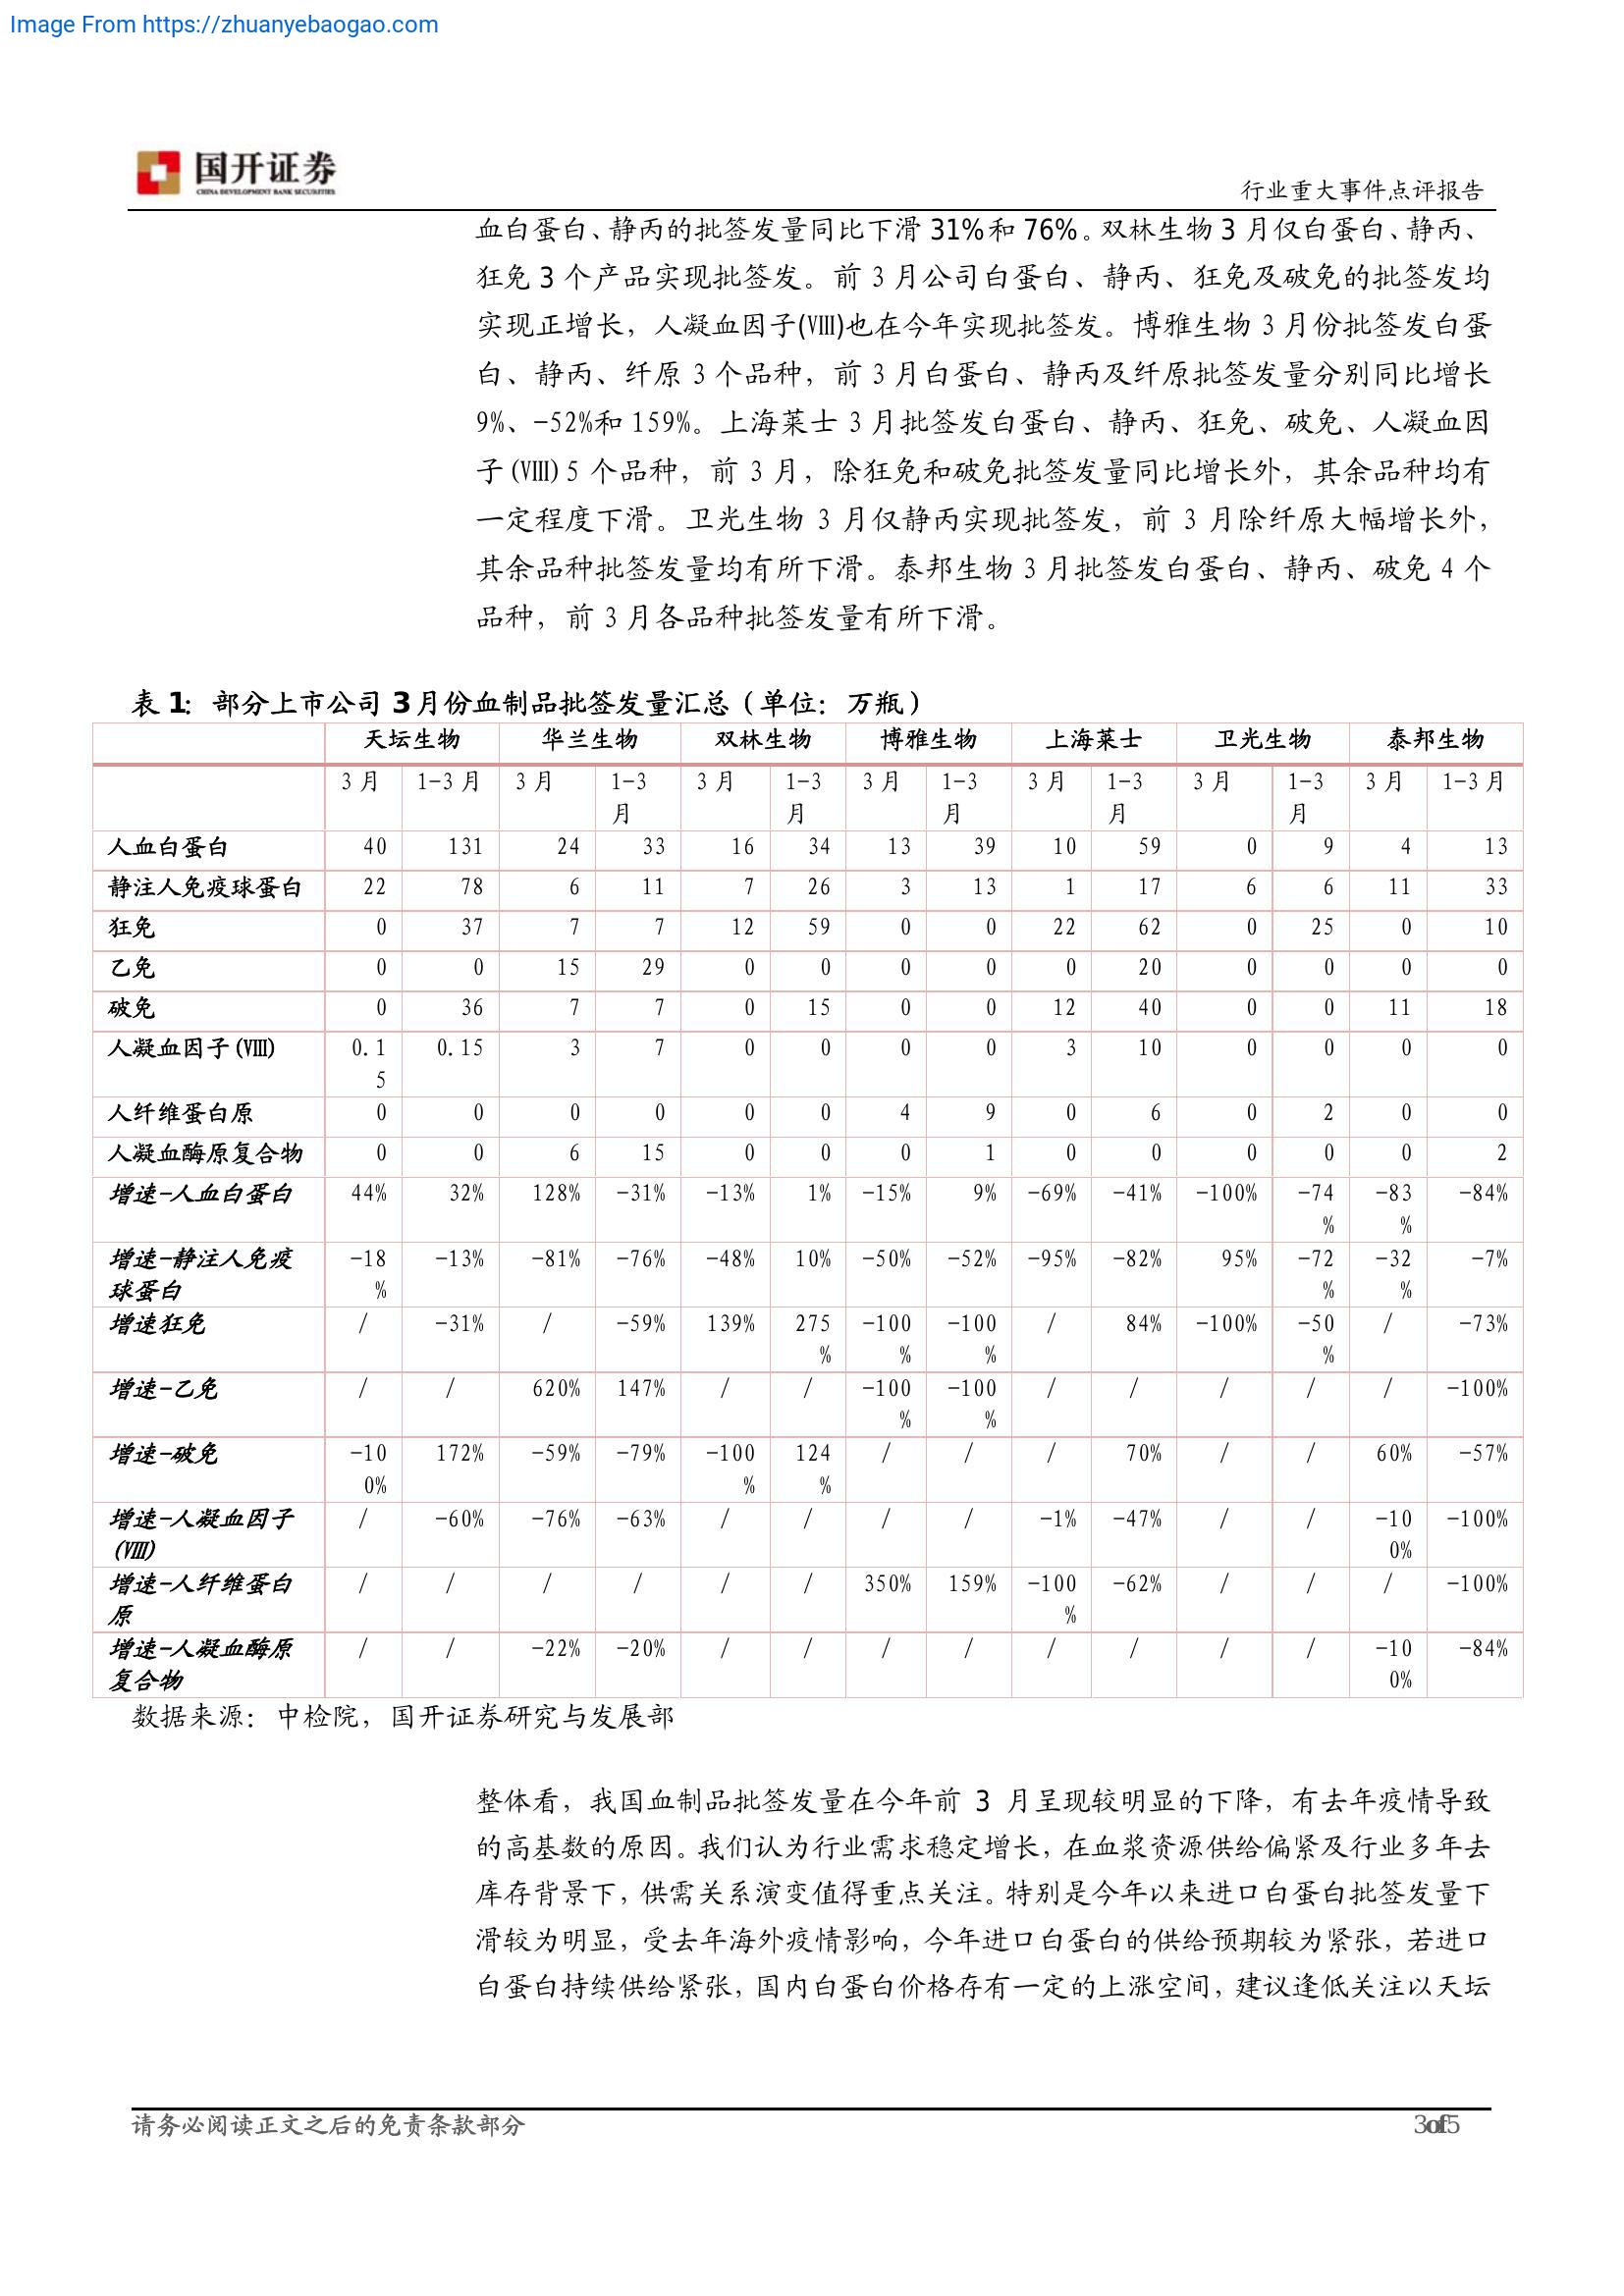 Image From https://zhuanyebaogao.com
国开证券
CHINA DEVELOPMENT BANK SECURITIES
行业重大事件点评报告
血白蛋白、静丙的批签发量同比下滑 31%和 76%。双林生物 3 月仅白蛋白、静丙、
狂免 3 个产品实现批签发。前 3 月公司白蛋白、静丙、狂免及破免的批签发均
实现正增长，人凝血因子(Ⅷ)也在今年实现批签发。博雅生物 3 月份批签发白蛋
白、静丙、纤原 3 个品种，前 3 月白蛋白、静丙及纤原批签发量分别同比增长
9%、-52%和 159%。上海莱士 3 月批签发白蛋白、静丙、狂免、破免、人凝血因
子(Ⅷ)5 个品种，前 3 月，除狂免和破免批签发量同比增长外，其余品种均有
一定程度下滑。卫光生物 3 月仅静丙实现批签发，前 3 月除纤原大幅增长外，
其余品种批签发量均有所下滑。泰邦生物 3 月批签发白蛋白、静丙、破免 4 个
品种，前 3 月各品种批签发量有所下滑。
表 1：部分上市公司 3 月份血制品批签发量汇总（单位：万瓶）
天坛生物 华兰生物 双林生物 博雅生物 上海莱士 卫光生物 泰邦生物
3 月 1-3 月 3 月 1-3 3 月 1-3 3 月 1-3 3 月 1-3 3 月 1-3 3 月 1-3 月
月 月 月 月 月
人血白蛋白 40 131 24 33 16 34 13 39 10 59 0 9 4 13
静注人免疫球蛋白 22 78 6 11 7 26 3 13 1 17 6 6 11 33
狂免 0 37 7 7 12 59 0 0 22 62 0 25 0 10
乙免 0 0 15 29 0 0 0 0 0 20 0 0 0 0
破免 0 36 7 7 0 15 0 0 12 40 0 0 11 18
人凝血因子(Ⅷ) 0.1 0.15 3 7 0 0 0 0 3 10 0 0 0 0
5
人纤维蛋白原 0 0 0 0 0 0 4 9 0 6 0 2 0 0
人凝血酶原复合物 0 0 6 15 0 0 0 1 0 0 0 0 0 2
增速-人血白蛋白 44% 32% 128% -31% -13% 1% -15% 9% -69% -41% -100% -74 -83 -84%
% %
增速-静注人免疫 -18 -13% -81% -76% -48% 10% -50% -52% -95% -82% 95% -72 -32 -7%
球蛋白 % % %
增速狂免 / -31% / -59% 139% 275 -100 -100 / 84% -100% -50 / -73%
% % % %
增速-乙免 / / 620% 147% / / -100 -100 / / / / / -100%
% %
增速-破免 -10 172% -59% -79% -100 124 / / / 70% / / 60% -57%
0% % %
增速-人凝血因子 / -60% -76% -63% / / / / -1% -47% / / -10 -100%
(Ⅷ) 0%
增速-人纤维蛋白 / / / / / / 350% 159% -100 -62% / / / -100%
原 %
增速-人凝血酶原 / / -22% -20% / / / / / / / / -10 -84%
复合物 0%
数据来源：中检院，国开证券研究与发展部
整体看，我国血制品批签发量在今年前 3 月呈现较明显的下降，有去年疫情导致
的高基数的原因。我们认为行业需求稳定增长，在血浆资源供给偏紧及行业多年去
库存背景下，供需关系演变值得重点关注。特别是今年以来进口白蛋白批签发量下
滑较为明显，受去年海外疫情影响，今年进口白蛋白的供给预期较为紧张，若进口
白蛋白持续供给紧张，国内白蛋白价格存有一定的上涨空间，建议逢低关注以天坛
请务必阅读正文之后的免责条款部分
3of5